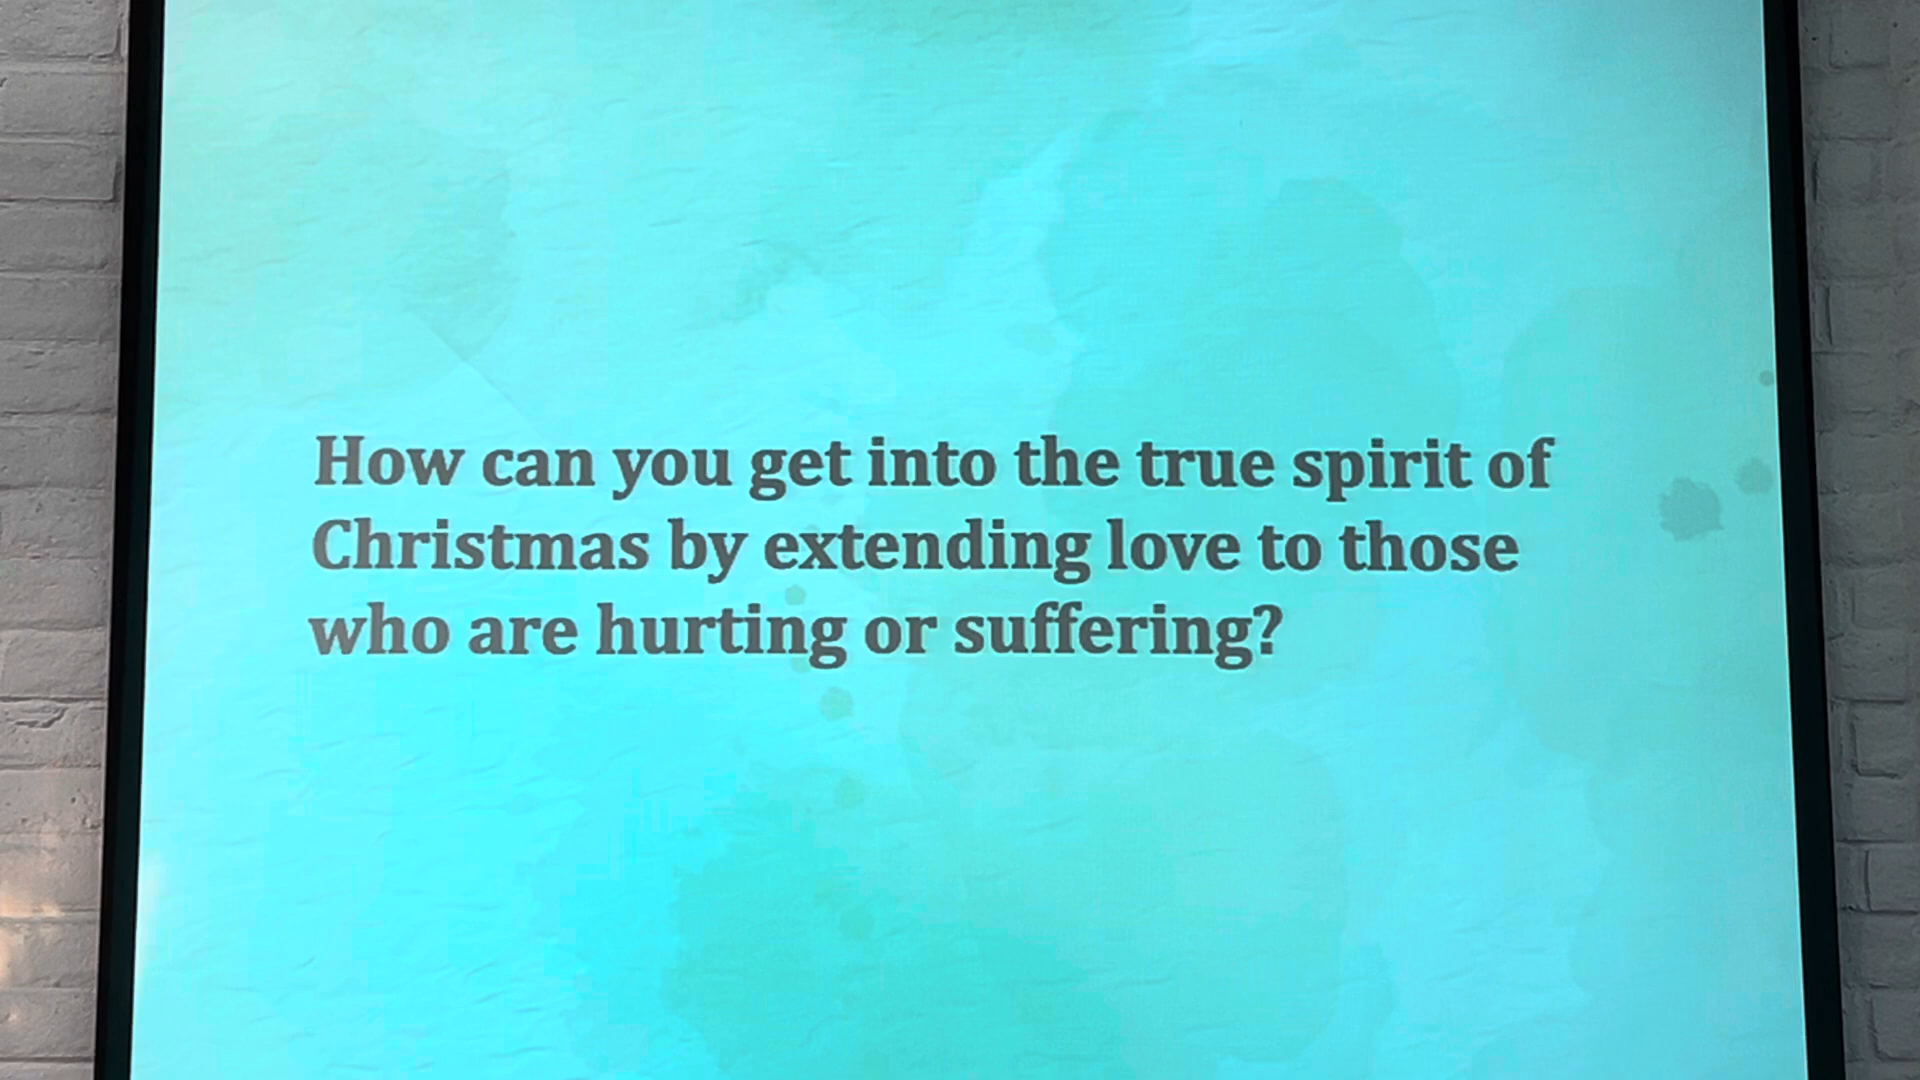 How can you get into the true spirit of
Christmas by extending love to those
who are hurting or suffering?